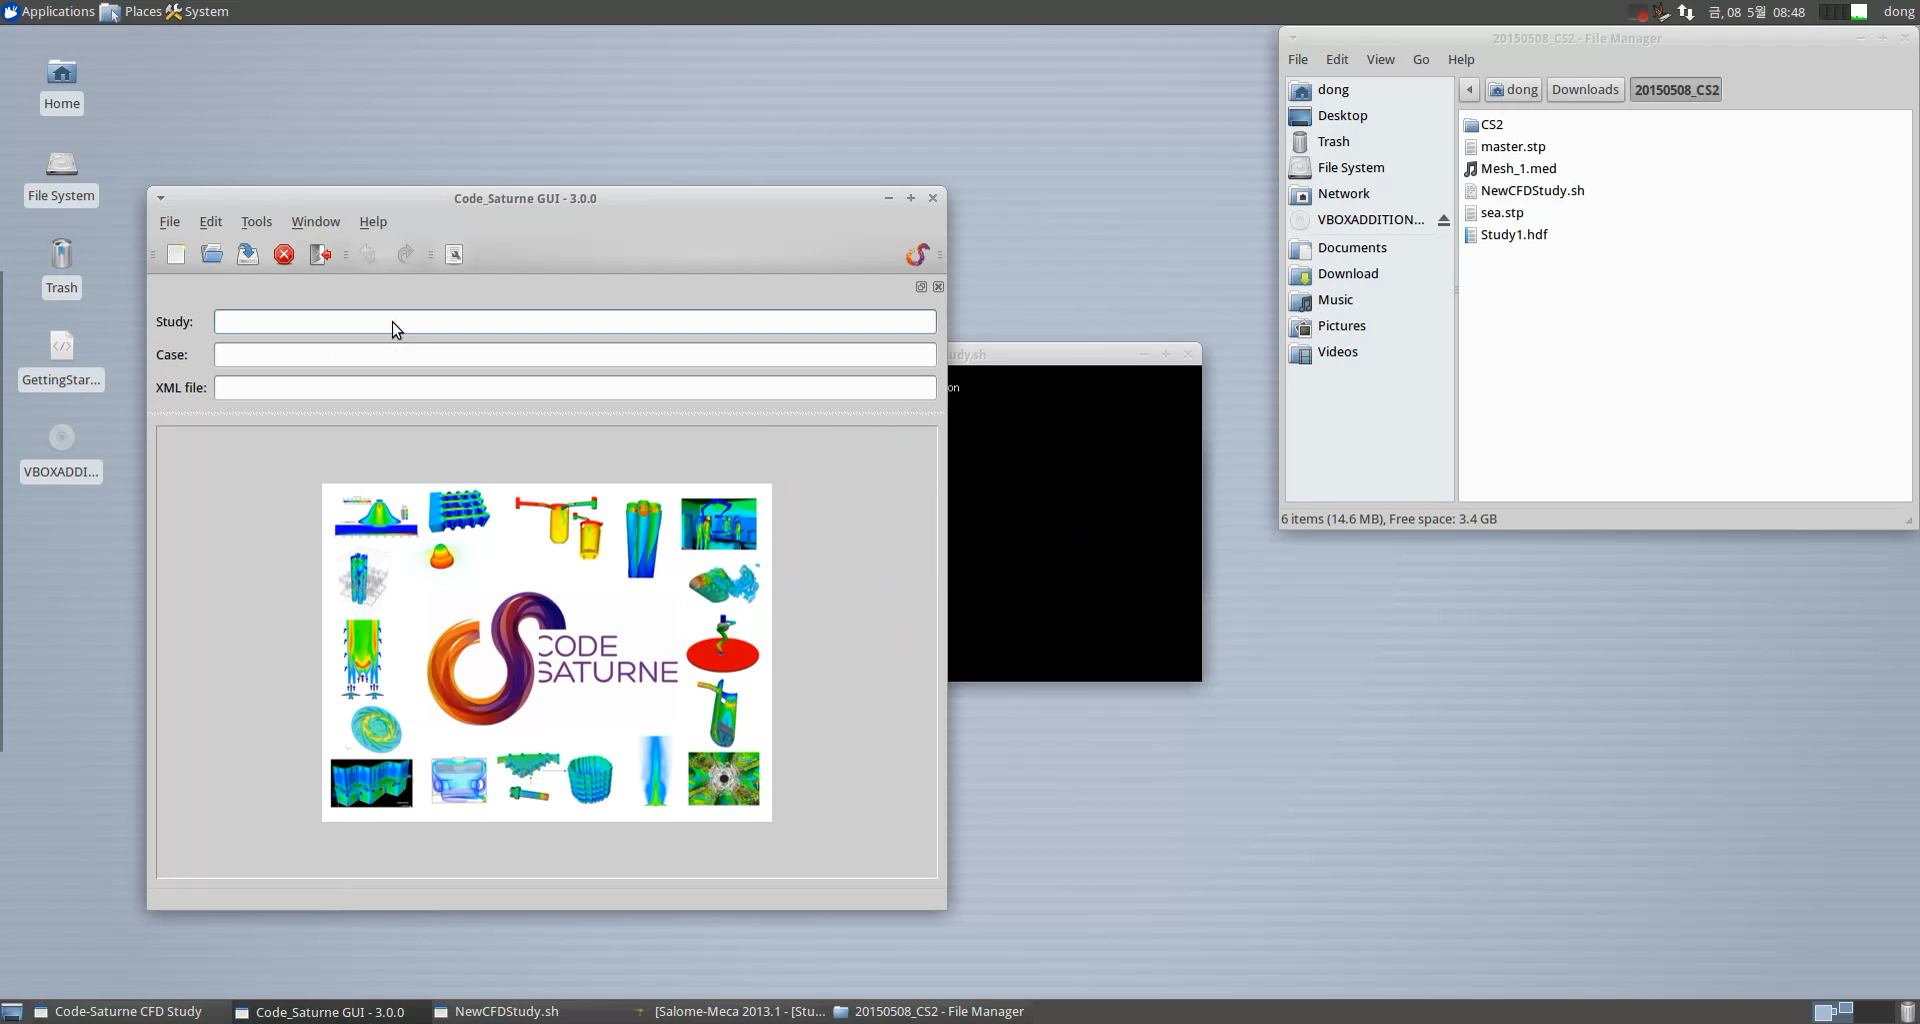 Applications Places System
금, 08 5월 08:48 dong
Home
File System
Trash
GettingStar...
VBOXADDI...
Code_Saturne GUI - 3.0.0
File Edit Tools Window Help
Study:
Case:
XML file:
CODE
SATURNE
udy.sh
on
20150508_CS2 - File Manager
File Edit View Go Help
dong Downloads 20150508_CS2
dong
Desktop
Trash
File System
Network
VBOXADDITION...
Documents
Download
Music
Pictures
Videos
CS2
master.stp
Mesh_1.med
NewCFDStudy.sh
sea.stp
Study1.hdf
6 items (14.6 MB), Free space: 3.4 GB
Code-Saturne CFD Study Code_Saturne GUI - 3.0.0 NewCFDStudy.sh [Salome-Meca 2013.1 - [Stu... 20150508_CS2 - File Manager